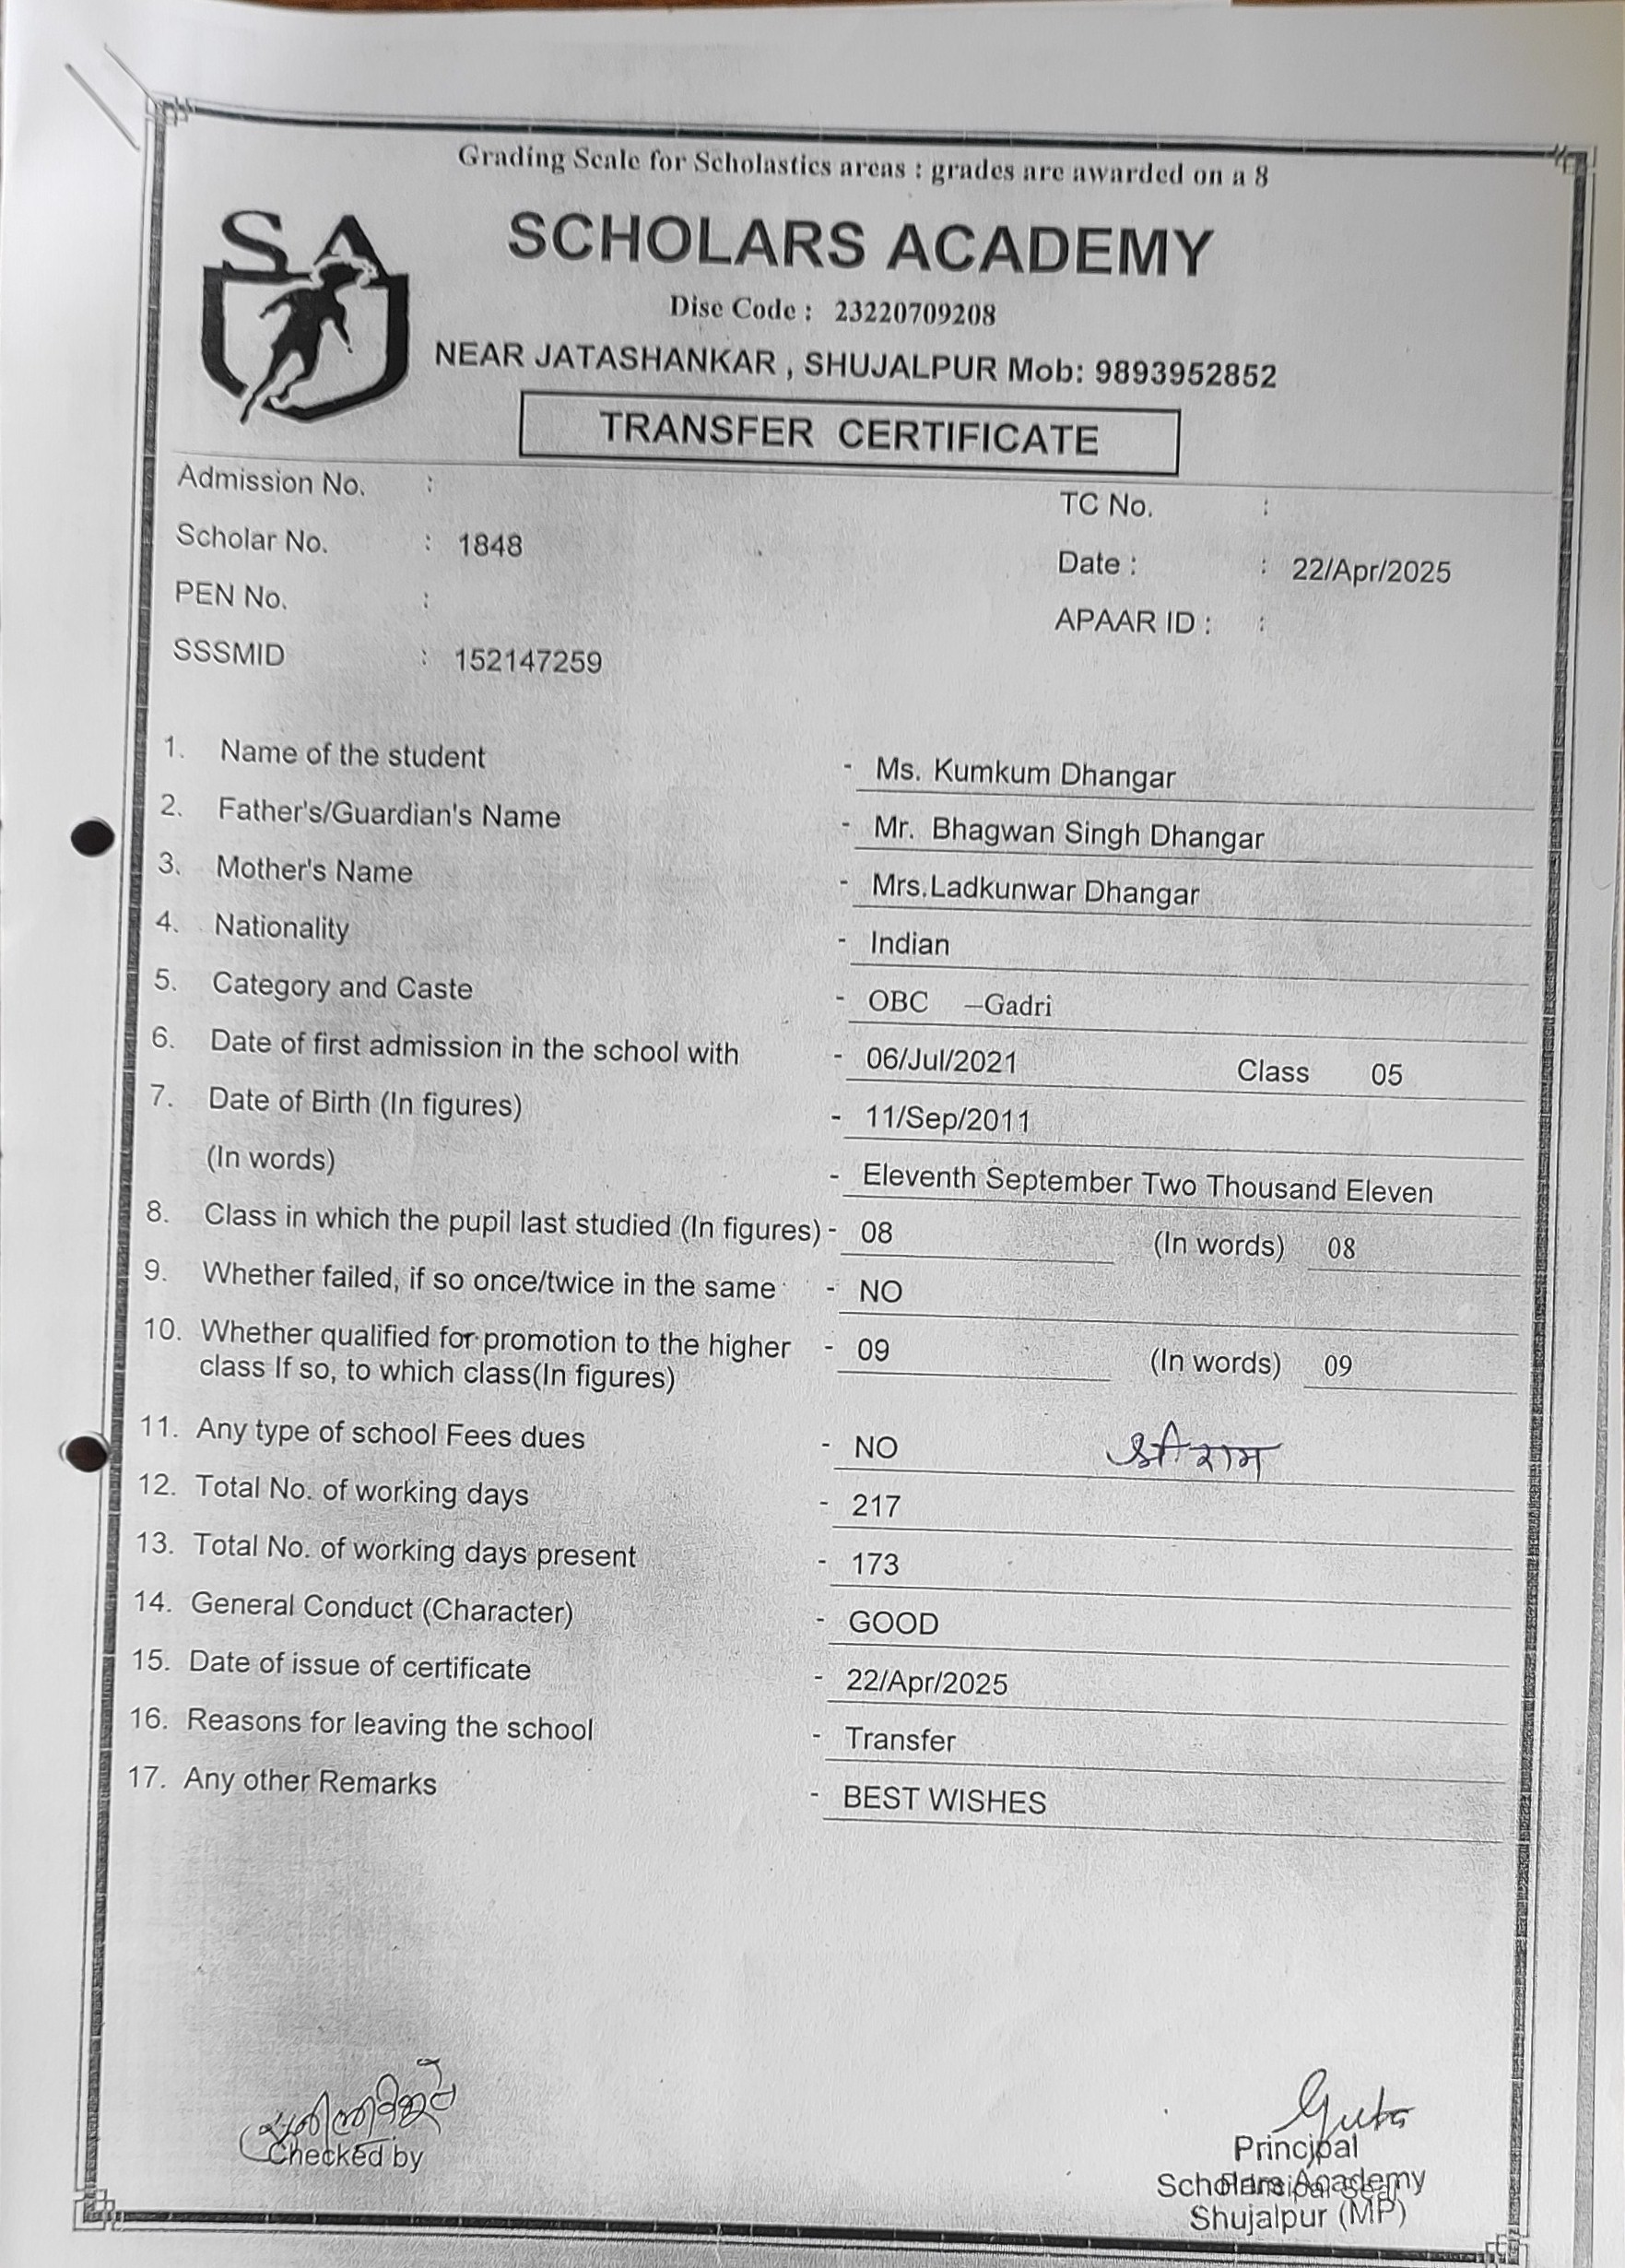 Grading Scale for Scholastics areas : grades are awarded on a 8
SA
SCHOLARS ACADEMY
Disc Code : 23220709208
NEAR JATASHANKAR , SHUJALPUR Mob: 9893952852
TRANSFER CERTIFICATE
Admission No. :
TC No. :
Scholar No. : 1848
Date : : 22/Apr/2025
PEN No. :
APAAR ID : :
SSSMID : 152147259
1. Name of the student - Ms. Kumkum Dhangar
2. Father's/Guardian's Name - Mr. Bhagwan Singh Dhangar
3. Mother's Name - Mrs.Ladkunwar Dhangar
4. Nationality - Indian
5. Category and Caste - OBC –Gadri
6. Date of first admission in the school with - 06/Jul/2021 Class 05
7. Date of Birth (In figures) - 11/Sep/2011
(In words) - Eleventh September Two Thousand Eleven
8. Class in which the pupil last studied (In figures) - 08 (In words) 08
9. Whether failed, if so once/twice in the same - NO
10. Whether qualified for promotion to the higher - 09 (In words) 09
class If so, to which class(In figures)
11. Any type of school Fees dues - NO श्री राम
12. Total No. of working days - 217
13. Total No. of working days present - 173
14. General Conduct (Character) - GOOD
15. Date of issue of certificate - 22/Apr/2025
16. Reasons for leaving the school - Transfer
17. Any other Remarks - BEST WISHES
Checked by
Principal
Scholars Academy
Principal Seal
Shujalpur (MP)